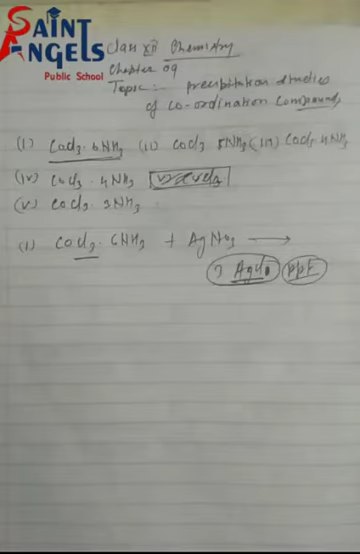 SAINT
ANGELS
Public School
Class XII Chemistry
Chapter 09
Topic:- precipitation studies
of co-ordination compounds
(i) CoCl3·6NH3 (ii) CoCl3 5NH3 (iii) CoCl3·4NH3
(iv) CoCl3·4NH3
(v) CoCl3·3NH3
(i) CoCl3·6NH3 + AgNO3 →
3 AgCl ppt